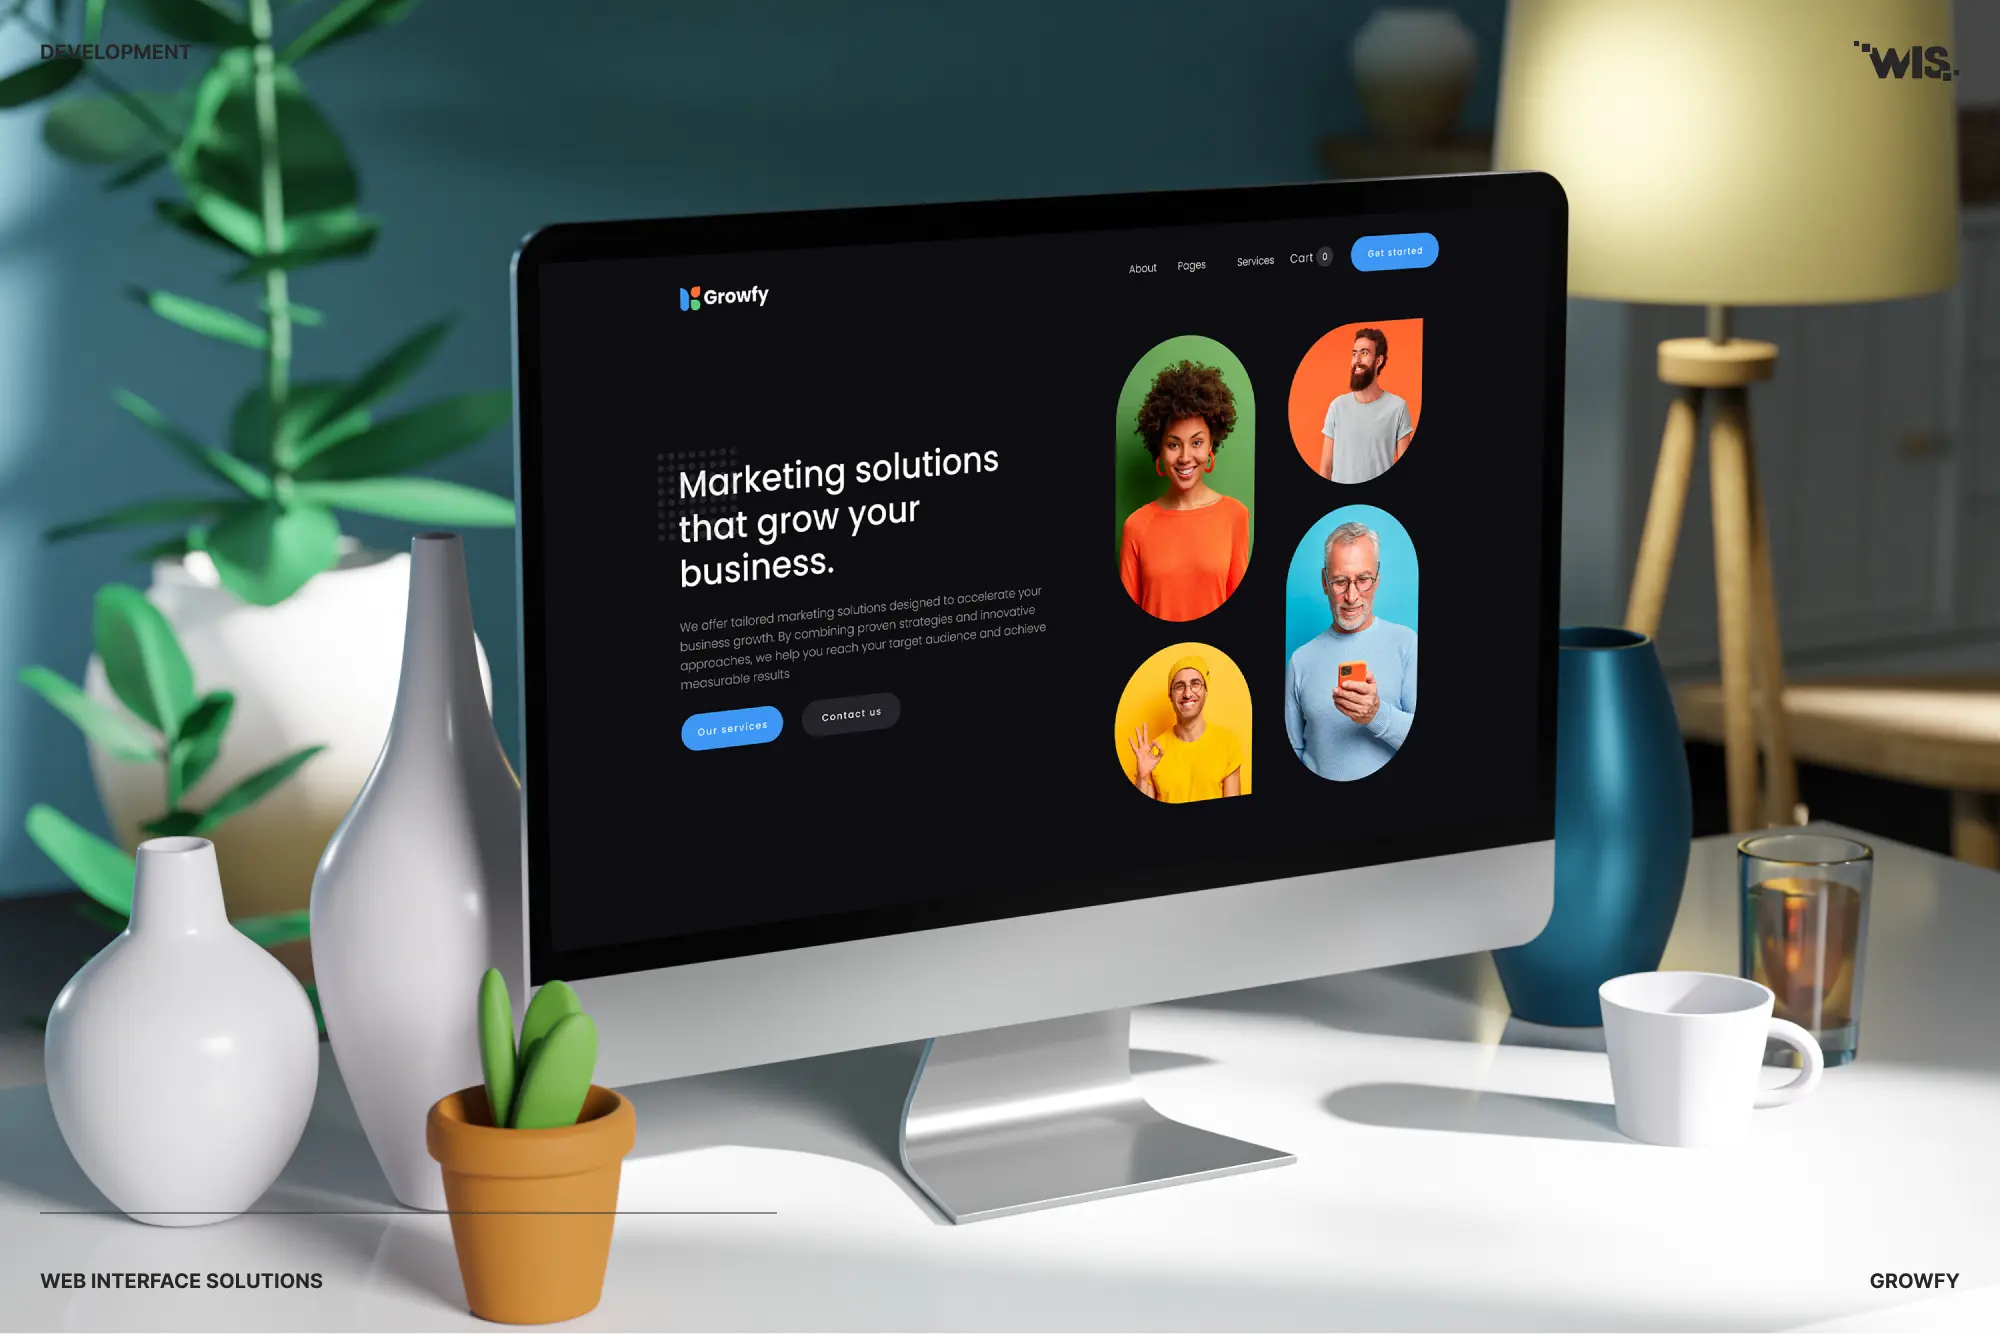 DEVELOPMENT
WIS.
Growfy
About
Pages
Services
Cart 0
Get started
Marketing solutions
that grow your
business.
We offer tailored marketing solutions designed to accelerate your
business growth. By combining proven strategies and innovative
approaches, we help you reach your target audience and achieve
measurable results
Our services
Contact us
WEB INTERFACE SOLUTIONS
GROWFY